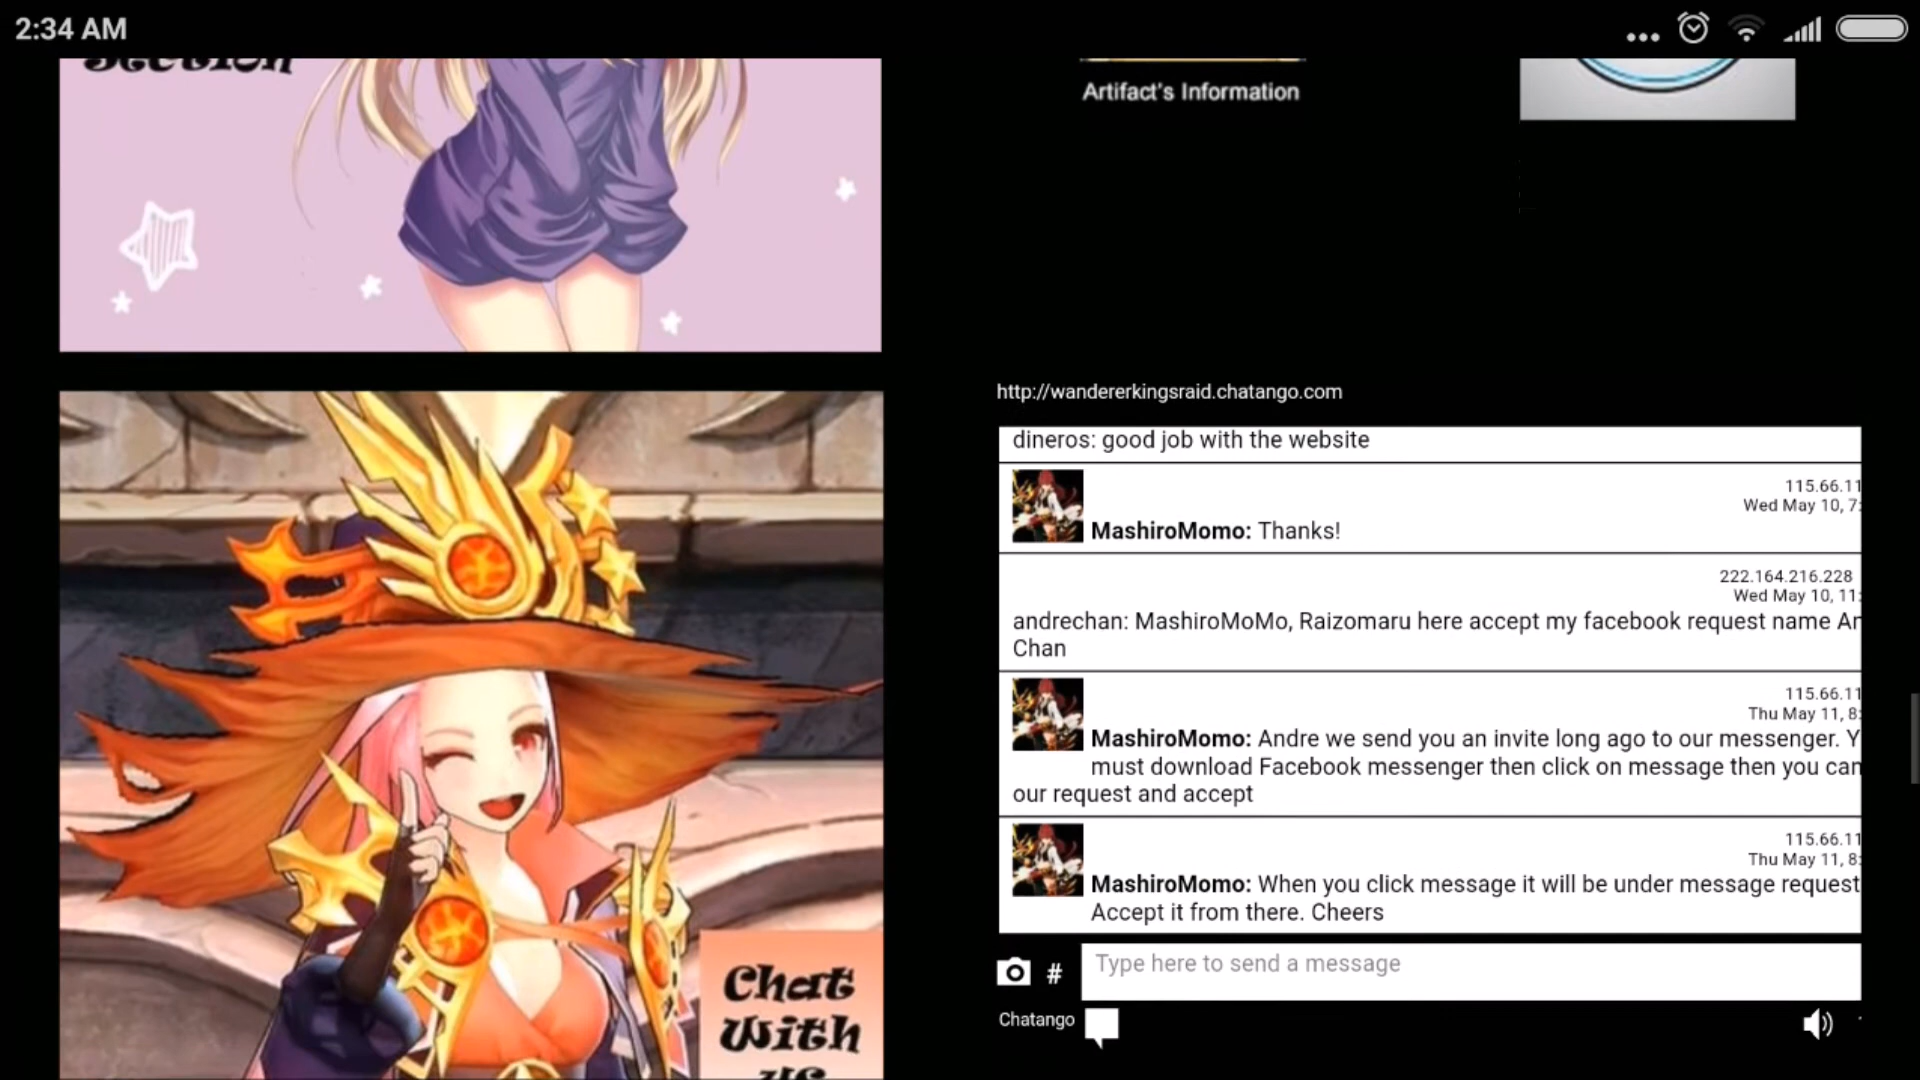 2:34 AM
Section
Artifact's Information
http://wandererkingsraid.chatango.com
dineros: good job with the website
115.66.11
Wed May 10, 7:
MashiroMomo: Thanks!
222.164.216.228
Wed May 10, 11:
andrechan: MashiroMoMo, Raizomaru here accept my facebook request name An
Chan
115.66.11
Thu May 11, 8:
MashiroMomo: Andre we send you an invite long ago to our messenger. Y
must download Facebook messenger then click on message then you can
our request and accept
115.66.11
Thu May 11, 8:
MashiroMomo: When you click message it will be under message request
Accept it from there. Cheers
# Type here to send a message
Chatango
Chat
With
us